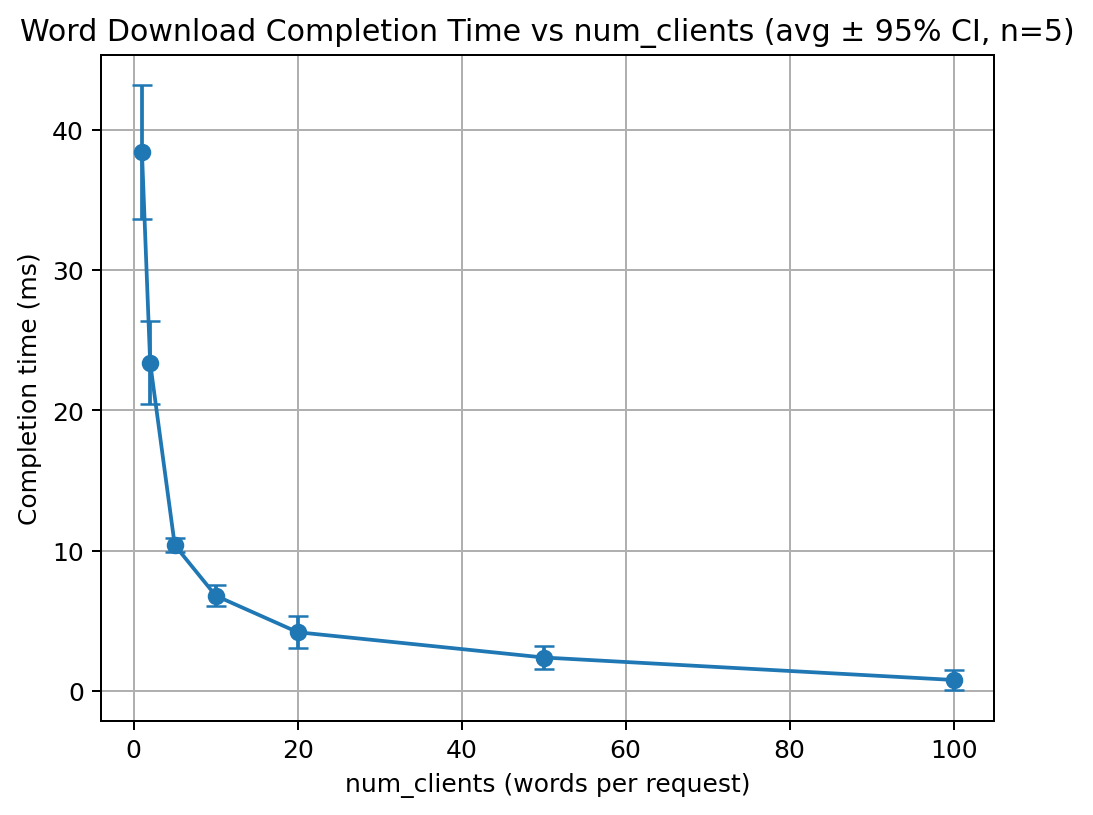 Word Download Completion Time vs num_clients (avg ± 95% CI, n=5)
Completion time (ms)
40
30
20
10
0
0 20 40 60 80 100
num_clients (words per request)